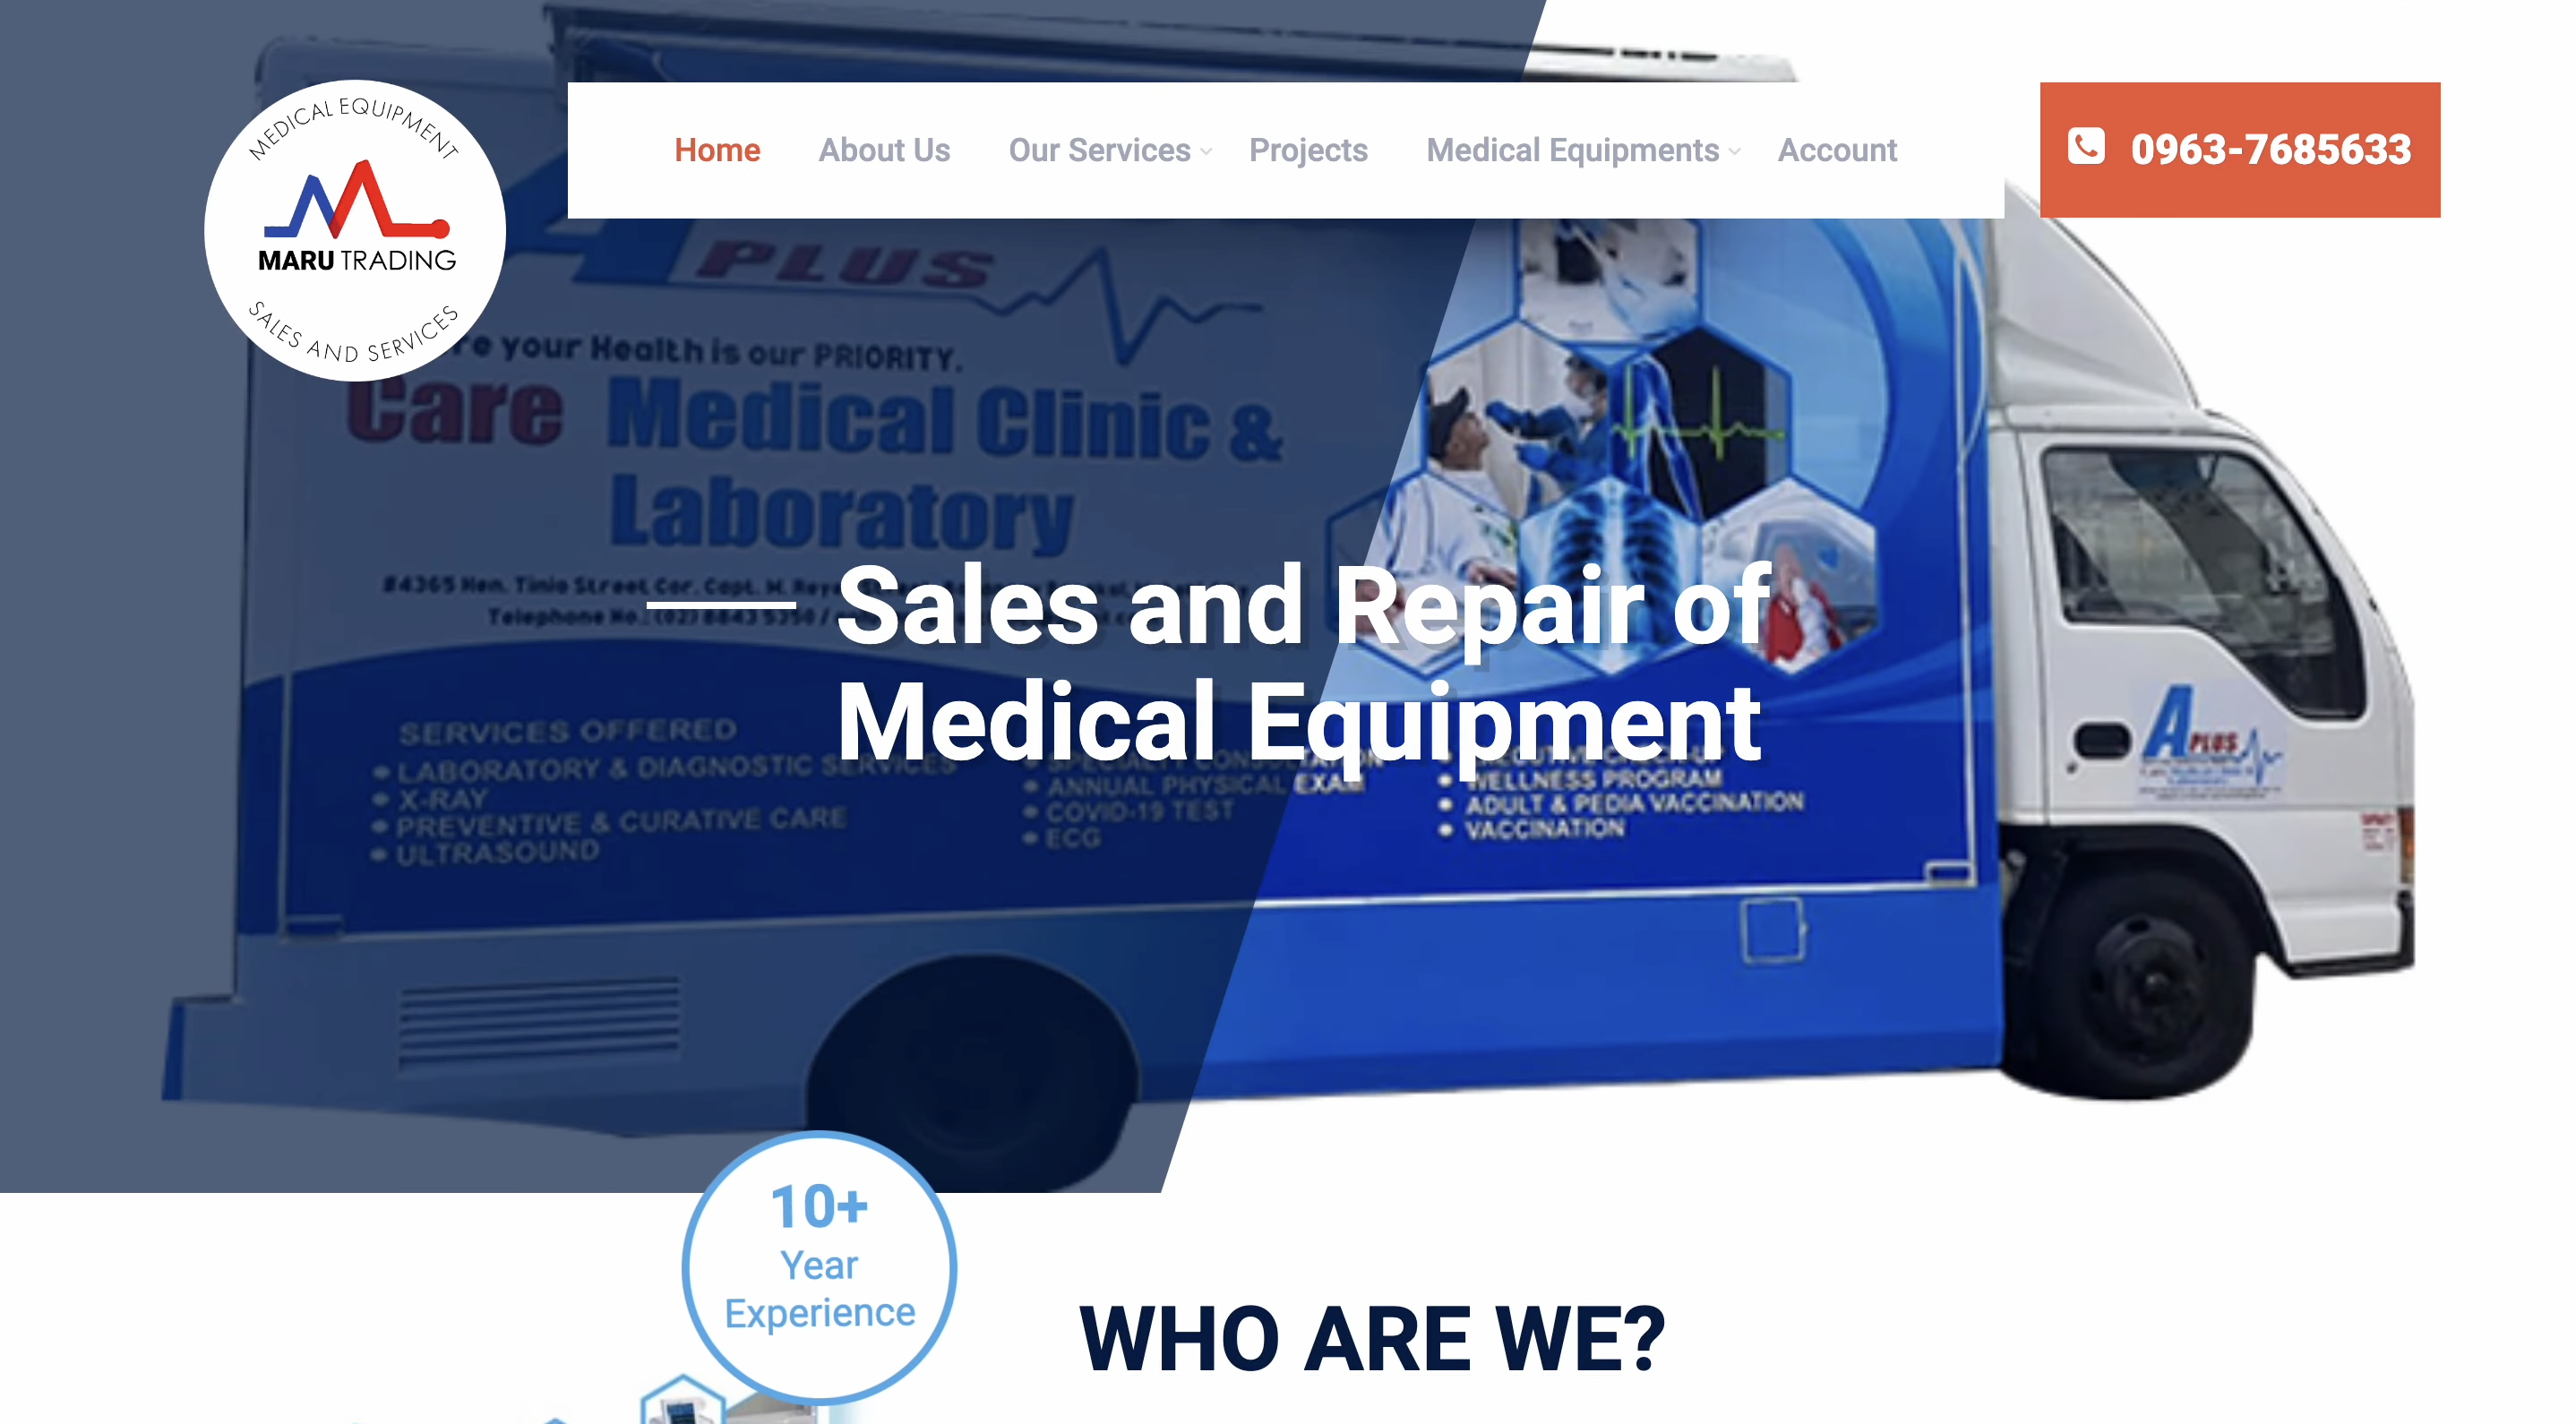 MEDICAL EQUIPMENT
MARU TRADING
SALES AND SERVICES
Home
About Us
Our Services
Projects
Medical Equipments
Account
0963-7685633
A PLUS
your Health is our PRIORITY.
Care Medical Clinic &
Laboratory
#4365 Hen. Tinio Street Cor. Capt. M.
Telephone No.: (02) 8843 5350 /
Sales and Repair of
Medical Equipment
SERVICES OFFERED
LABORATORY & DIAGNOSTIC SERVICES
X-RAY
PREVENTIVE & CURATIVE CARE
ULTRASOUND
ANNUAL PHYSICAL EXAM
COVID-19 TEST
ECG
WELLNESS PROGRAM
ADULT & PEDIA VACCINATION
VACCINATION
A PLUS
10+
Year
Experience
WHO ARE WE?